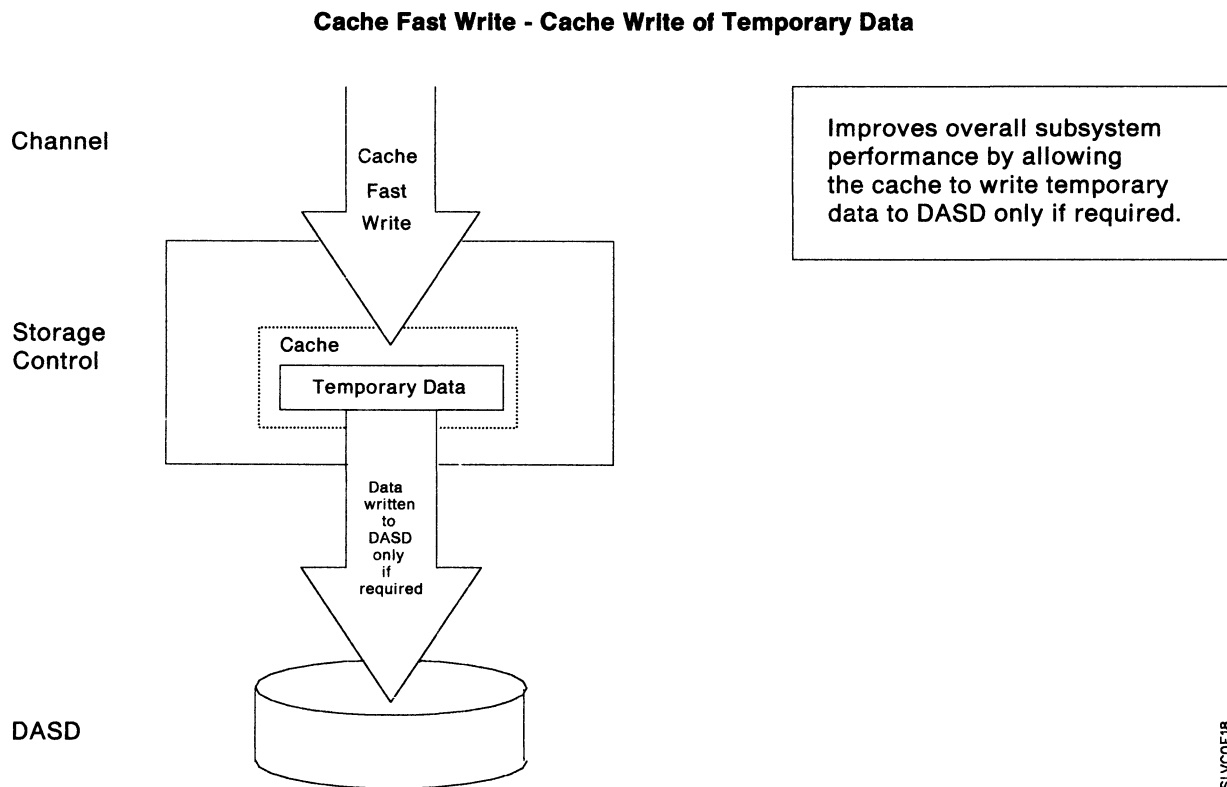 Cache Fast Write - Cache Write of Temporary Data
Channel
Cache
Fast
Write
Improves overall subsystem
performance by allowing
the cache to write temporary
data to DASD only if required.
Storage
Control
Cache
Temporary Data
Data
written
to
DASD
only
if
required
DASD